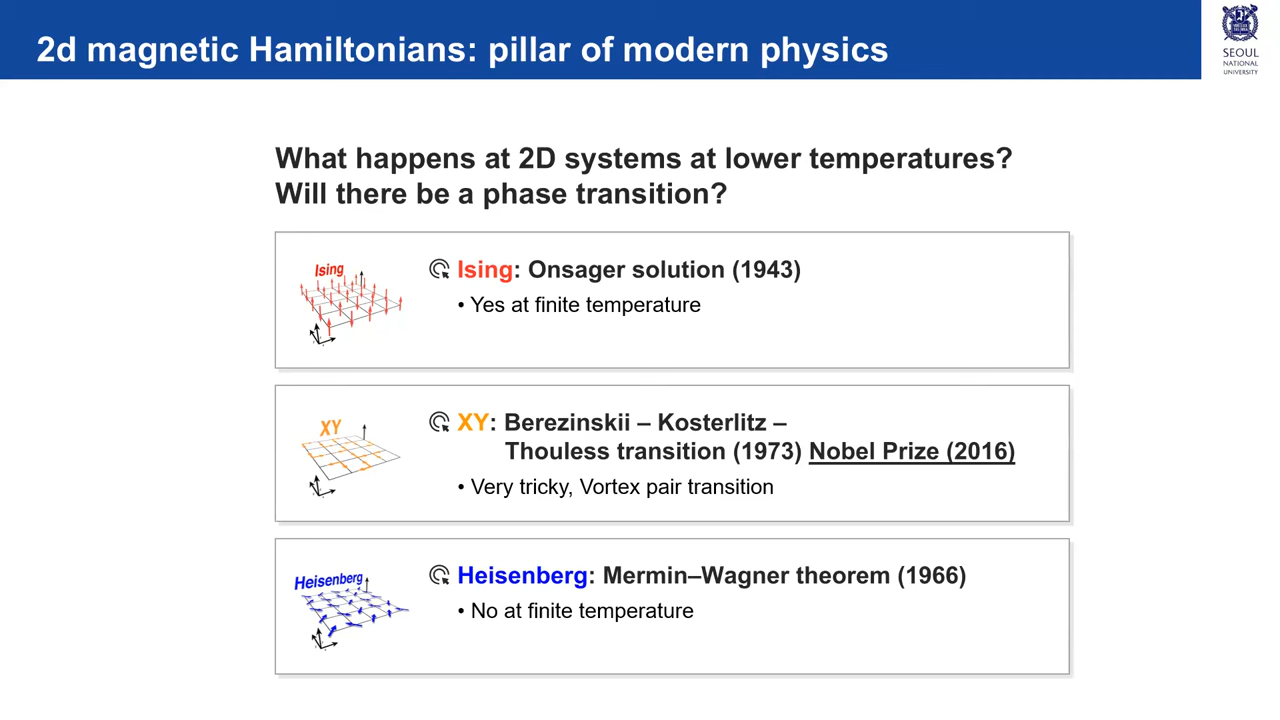 2d magnetic Hamiltonians: pillar of modern physics
SEOUL
NATIONAL
UNIVERSITY
What happens at 2D systems at lower temperatures?
Will there be a phase transition?
Ising
Ising: Onsager solution (1943)
• Yes at finite temperature
XY
XY: Berezinskii – Kosterlitz –
Thouless transition (1973) Nobel Prize (2016)
• Very tricky, Vortex pair transition
Heisenberg
Heisenberg: Mermin–Wagner theorem (1966)
• No at finite temperature